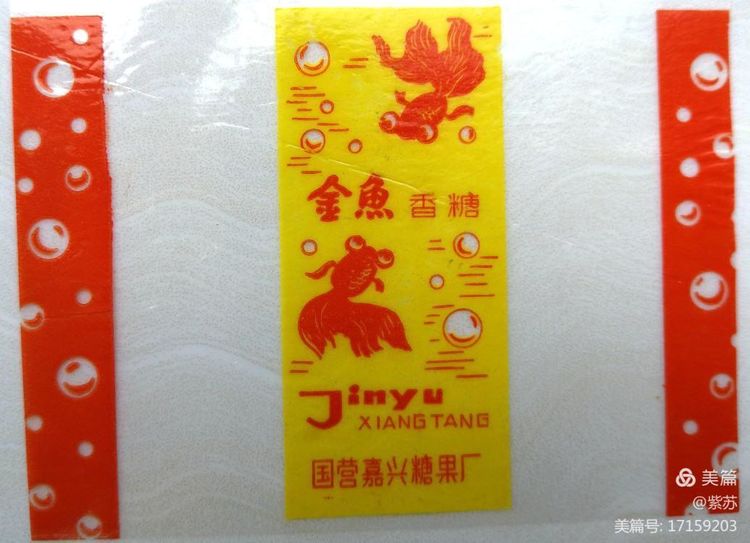 金魚 香糖
Jinyu
XIANGTANG
国营嘉兴糖果厂
美篇
@紫苏
美篇号: 17159203